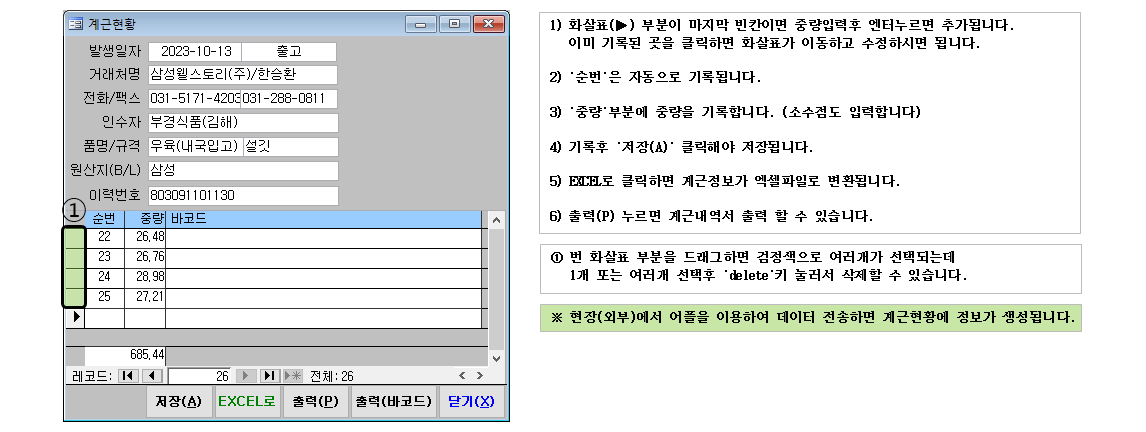 계근현황
발생일자 2023-10-13 출고
거래처명 삼성웰스토리(주)/한승환
전화/팩스 031-5171-4203 031-288-0811
인수자 부경식품(김해)
품명/규격 우육(내국입고) 설깃
원산지(B/L) 삼성
이력번호 803091101130
①
순번 중량 바코드
22 26,48
23 26,76
24 28,98
25 27,21
685,44
레코드: 26 전체:26
저장(A) EXCEL로 출력(P) 출력(바코드) 닫기(X)
1) 화살표(▶) 부분이 마지막 빈칸이면 중량입력후 엔터누르면 추가됩니다.
이미 기록된 곳을 클릭하면 화살표가 이동하고 수정하시면 됩니다.
2) '순번'은 자동으로 기록됩니다.
3) '중량'부분에 중량을 기록합니다. (소수점도 입력합니다)
4) 기록후 '저장(A)' 클릭해야 저장됩니다.
5) EXCEL로 클릭하면 계근정보가 엑셀파일로 변환됩니다.
6) 출력(P) 누르면 계근내역서 출력 할 수 있습니다.
① 번 화살표 부분을 드래그하면 검정색으로 여러개가 선택되는데
1개 또는 여러개 선택후 'delete'키 눌러서 삭제할 수 있습니다.
※ 현장(외부)에서 어플을 이용하여 데이터 전송하면 계근현황에 정보가 생성됩니다.